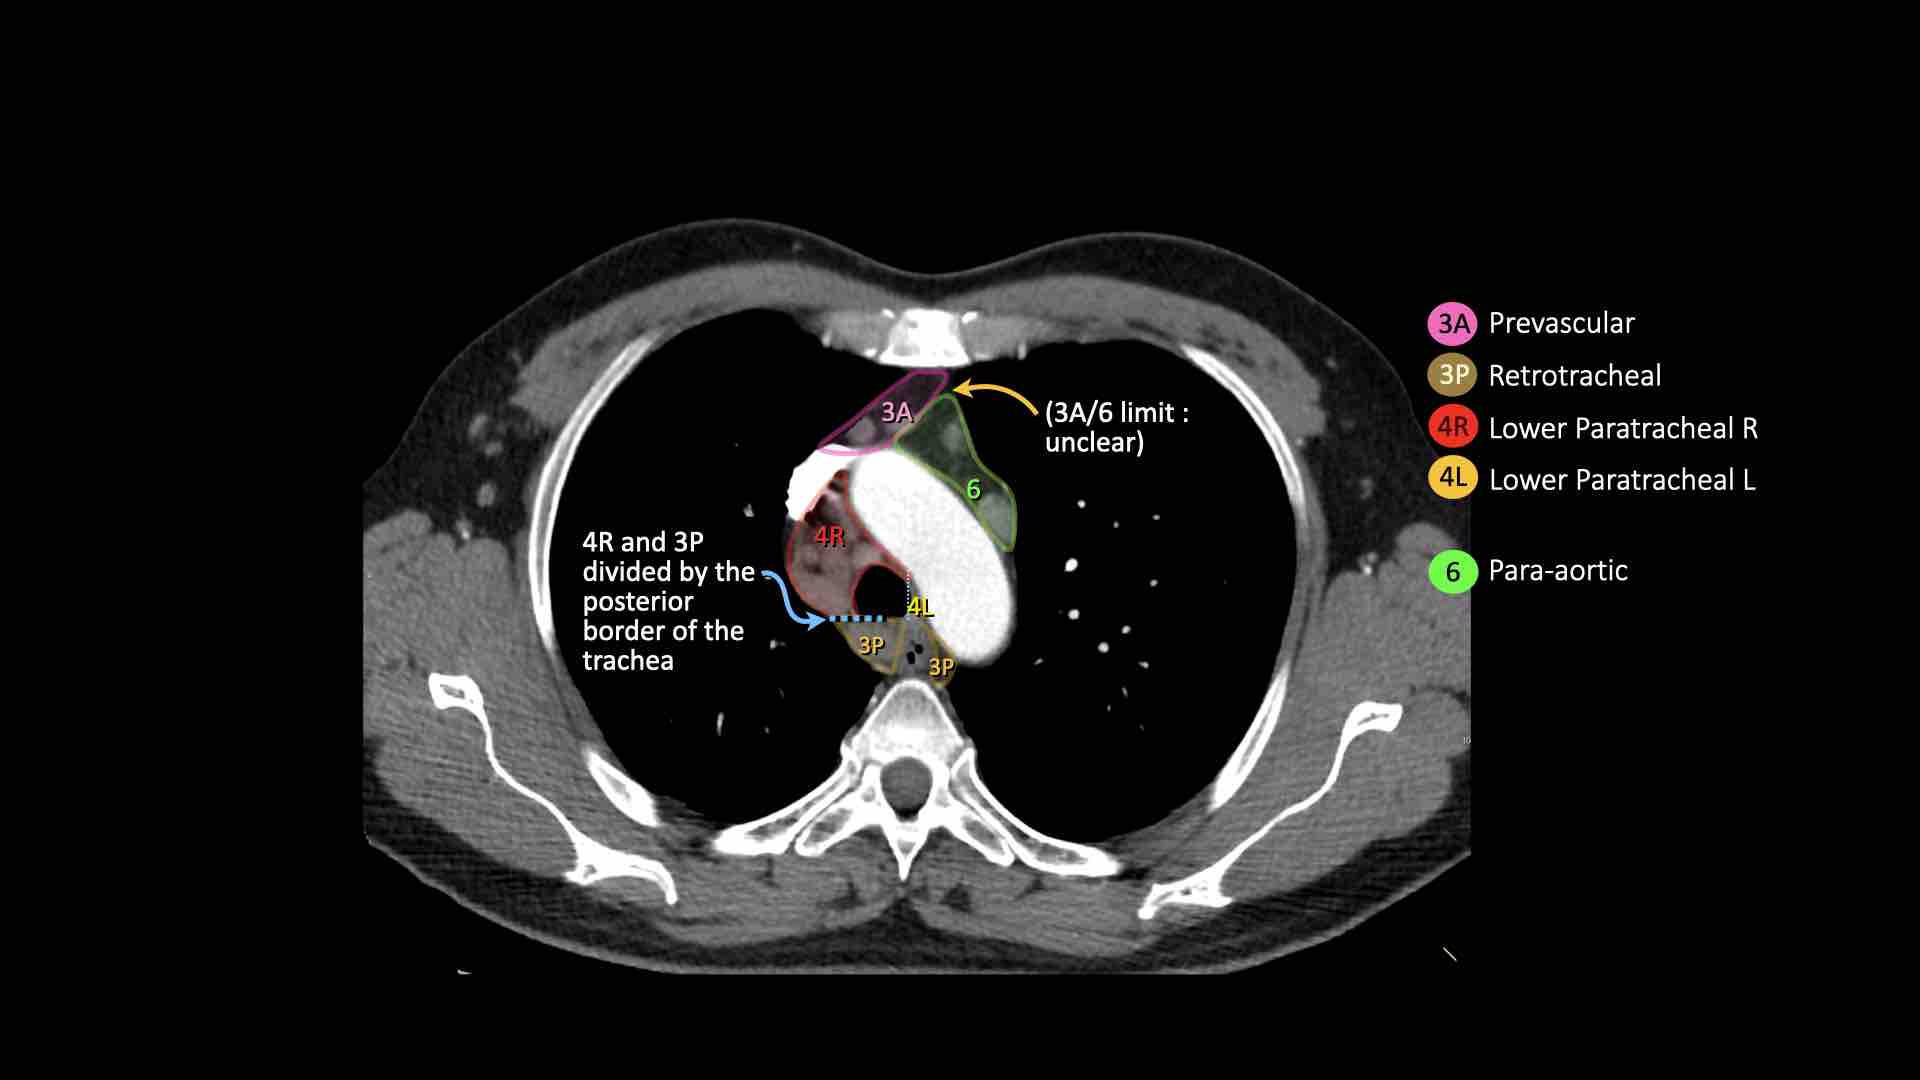 3A
(3A/6 limit :
unclear)
6
4R
4R and 3P
divided by the
posterior
border of the
trachea
4L
3P
3P
3A Prevascular
3P Retrotracheal
4R Lower Paratracheal R
4L Lower Paratracheal L
6 Para-aortic